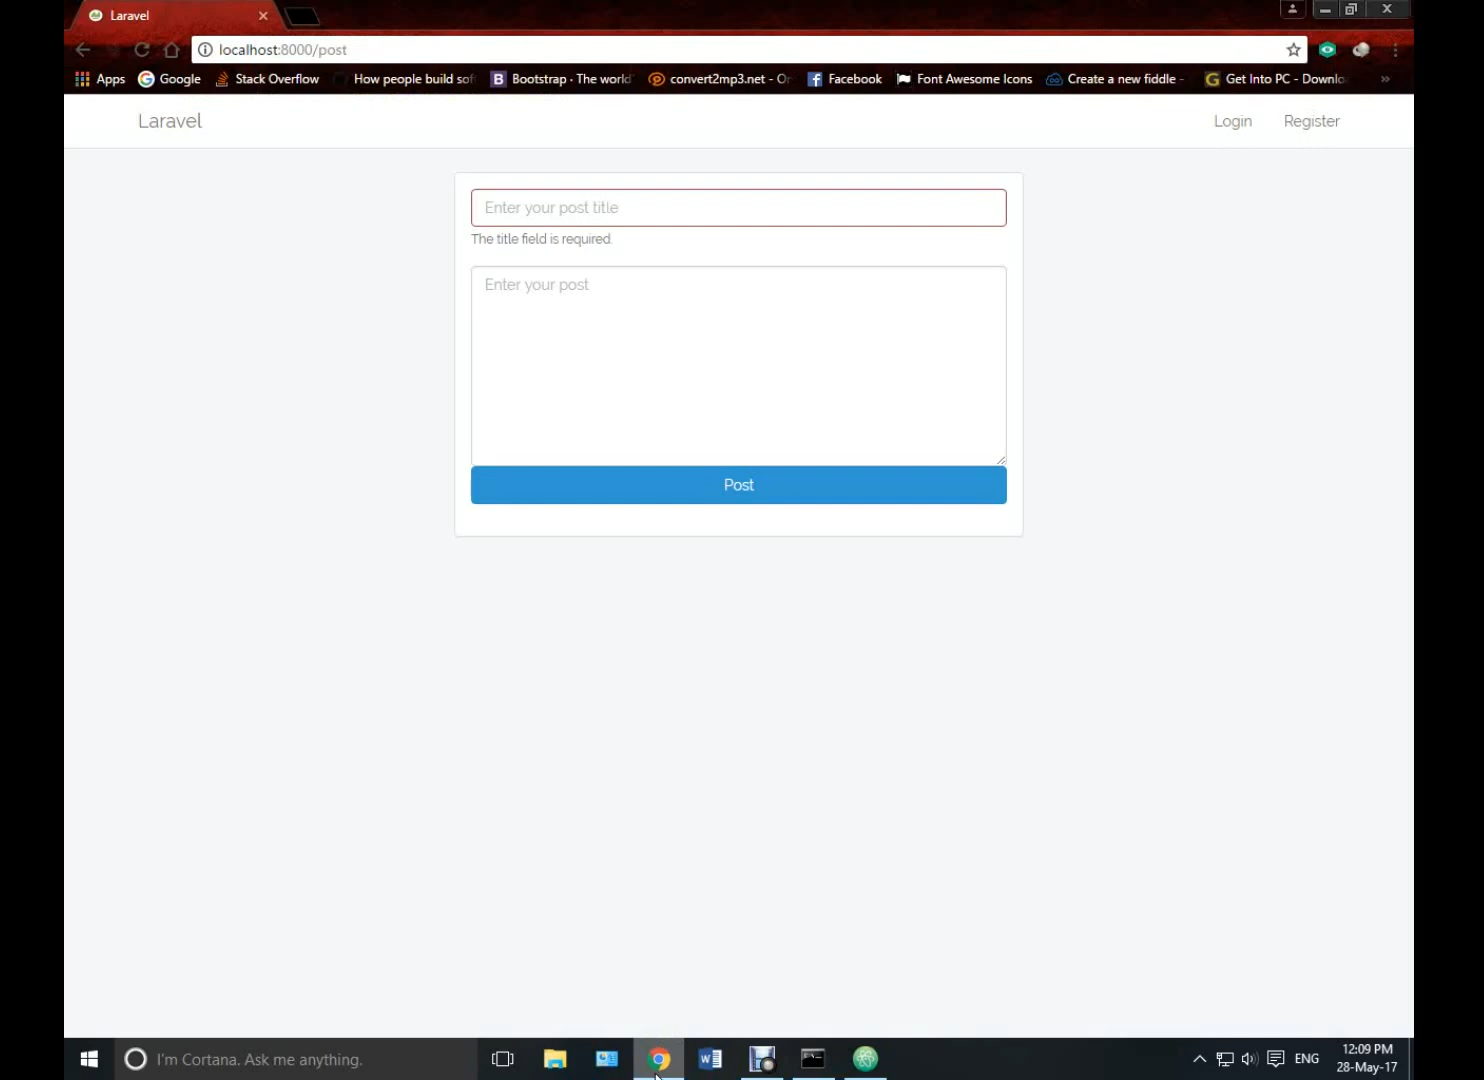 Laravel
localhost:8000/post
Apps Google Stack Overflow How people build sof Bootstrap · The world convert2mp3.net - On Facebook Font Awesome Icons Create a new fiddle - Get Into PC - Downlo »
Laravel Login Register
Enter your post title
The title field is required.
Enter your post
Post
I'm Cortana. Ask me anything.
ENG
12:09 PM
28-May-17